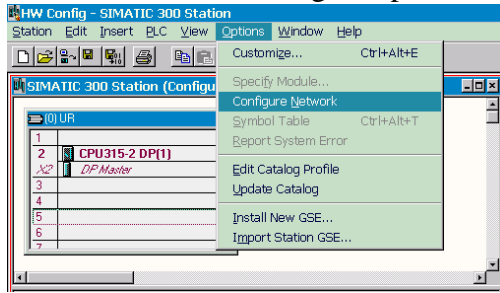 HW Config - SIMATIC 300 Station
Station Edit Insert PLC View Options Window Help
Customize... Ctrl+Alt+E
Specify Module...
Configure Network
Symbol Table Ctrl+Alt+T
Report System Error
Edit Catalog Profile
Update Catalog
Install New GSE...
Import Station GSE...
SIMATIC 300 Station (Configu
(0) UR
1
2 CPU315-2 DP(1)
X2 DP Master
3
4
5
6
7